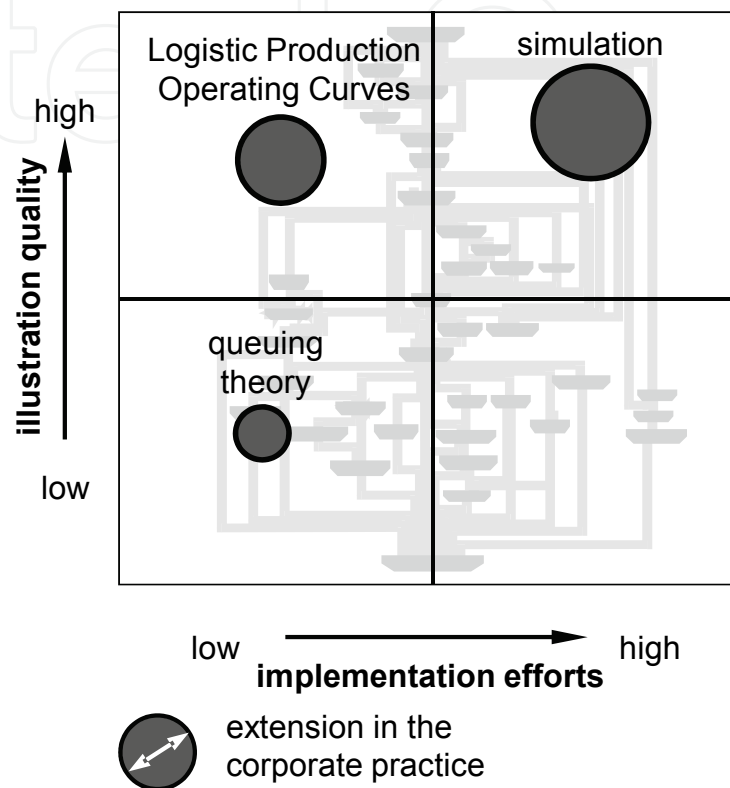 Logistic Production
Operating Curves
simulation
high
illustration quality
queuing
theory
low
low
high
implementation efforts
extension in the
corporate practice